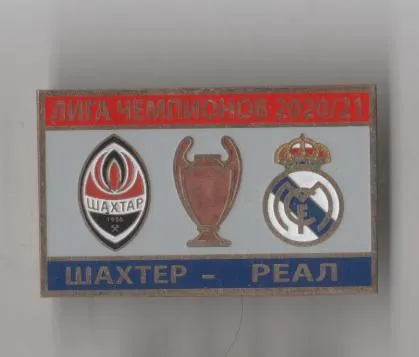 ЛИГА ЧЕМПИОНОВ 2020/21
ШАХТАР
1936
ШАХТЕР - РЕАЛ